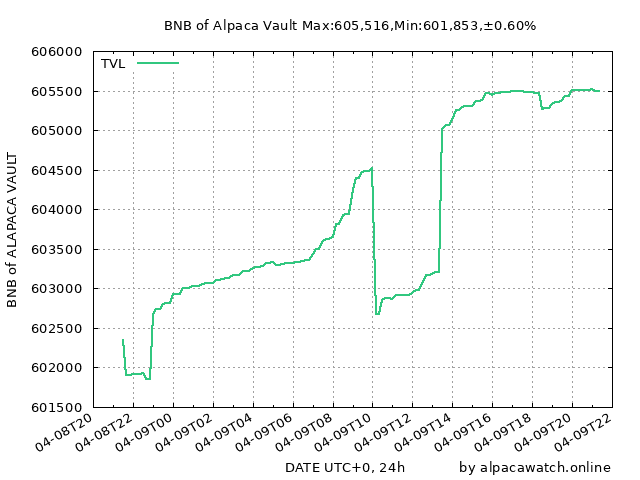 BNB of Alpaca Vault Max:605,516,Min:601,853,±0.60%
TVL
BNB of ALAPACA VAULT
606000
605500
605000
604500
604000
603500
603000
602500
602000
601500
04-08T20
04-08T22
04-09T00
04-09T02
04-09T04
04-09T06
04-09T08
04-09T10
04-09T12
04-09T14
04-09T16
04-09T18
04-09T20
04-09T22
DATE UTC+0, 24h
by alpacawatch.online